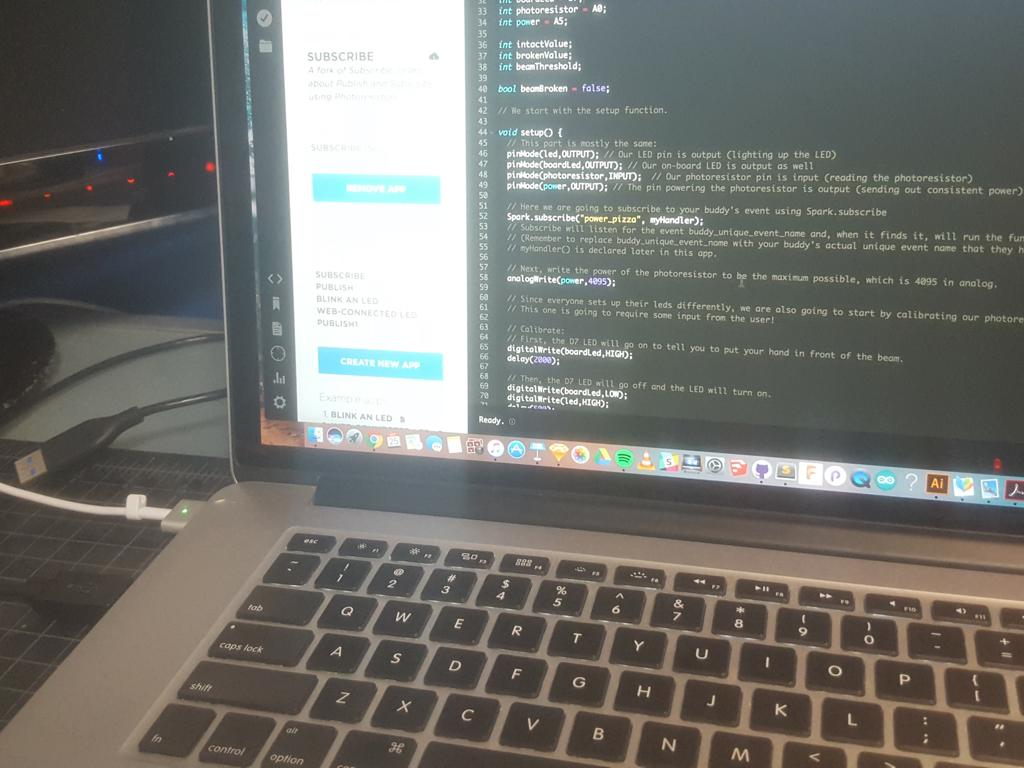 SUBSCRIBE
A fork of Subscribe, learn
about Publish and Subscribe
using Photoresistors
SUBSCRIBE
REMOVE APP
SUBSCRIBE
PUBLISH
BLINK AN LED
WEB-CONNECTED LED
PUBLISH1
CREATE NEW APP
Example apps
1. BLINK AN LED
33 int photoresistor = A0;
34 int power = A5;
35
36 int intactValue;
37 int brokenValue;
38 int beamThreshold;
39
40 bool beamBroken = false;
41
42 // We start with the setup function.
43
44 void setup() {
45 // This part is mostly the same:
46 pinMode(led,OUTPUT); // Our LED pin is output (lighting up the LED)
47 pinMode(boardLed,OUTPUT); // Our on-board LED is output as well
48 pinMode(photoresistor,INPUT); // Our photoresistor pin is input (reading the photoresistor)
49 pinMode(power,OUTPUT); // The pin powering the photoresistor is output (sending out consistent power)
50
51 // Here we are going to subscribe to your buddy's event using Spark.subscribe
52 Spark.subscribe("power_pizza", myHandler);
53 // Subscribe will listen for the event buddy_unique_event_name and, when it finds it, will run the fun
54 // (Remember to replace buddy_unique_event_name with your buddy's actual unique event name that they h
55 // myHandler() is declared later in this app.
56
57 // Next, write the power of the photoresistor to be the maximum possible, which is 4095 in analog.
58 analogWrite(power,4095);
59
60 // Since everyone sets up their leds differently, we are also going to start by calibrating our photore
61 // This one is going to require some input from the user!
62
63 // Calibrate:
64 // First, the D7 LED will go on to tell you to put your hand in front of the beam.
65 digitalWrite(boardLed,HIGH);
66 delay(2000);
67
68 // Then, the D7 LED will go off and the LED will turn on.
69 digitalWrite(boardLed,LOW);
70 digitalWrite(led,HIGH);
71
Ready.
Ai
esc F1 F2 F3 F4 F5 F6 F7 F8 F9 F10 F11
~ ! 1 @ 2 # 3 $ 4 % 5 ^ 6 & 7 * 8 ( 9 ) 0 _ - + =
tab Q W E R T Y U I O P { [
caps lock A S D F G H J K L : ; " '
shift Z X C V B N M <
fn control alt option ⌘